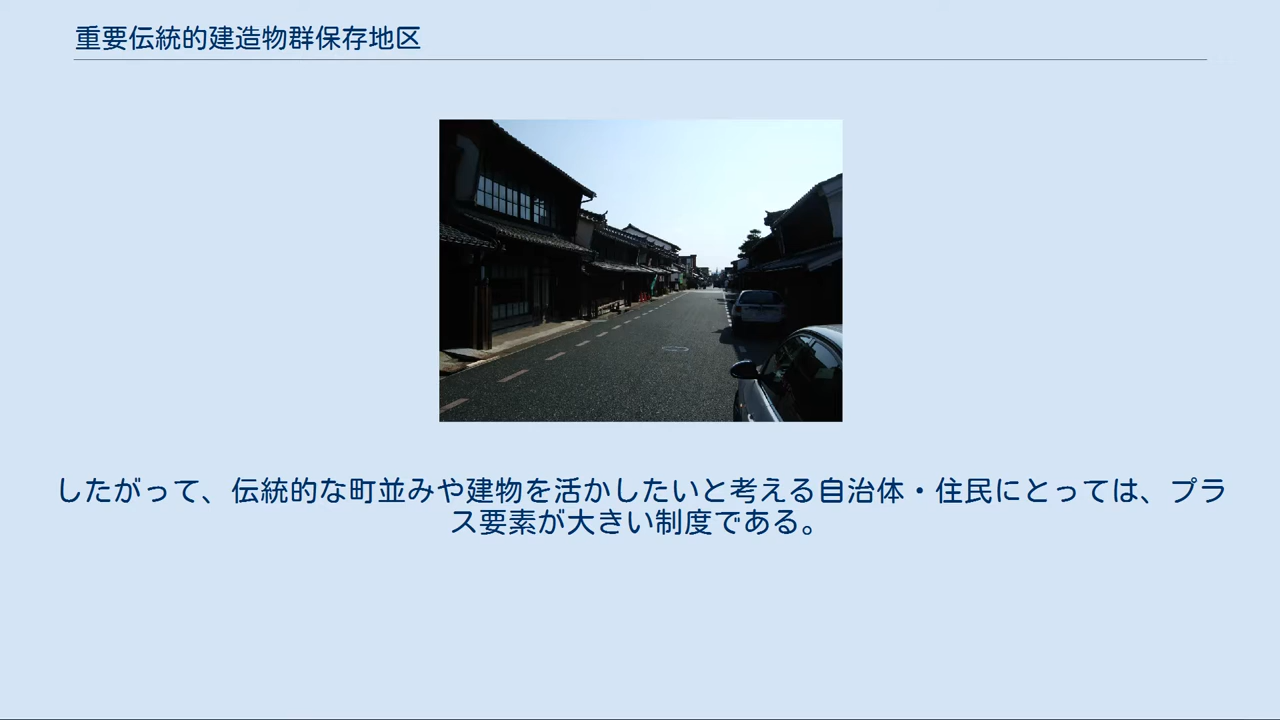 重要伝統的建造物群保存地区
したがって、伝統的な町並みや建物を活かしたいと考える自治体・住民にとっては、プラ
ス要素が大きい制度である。